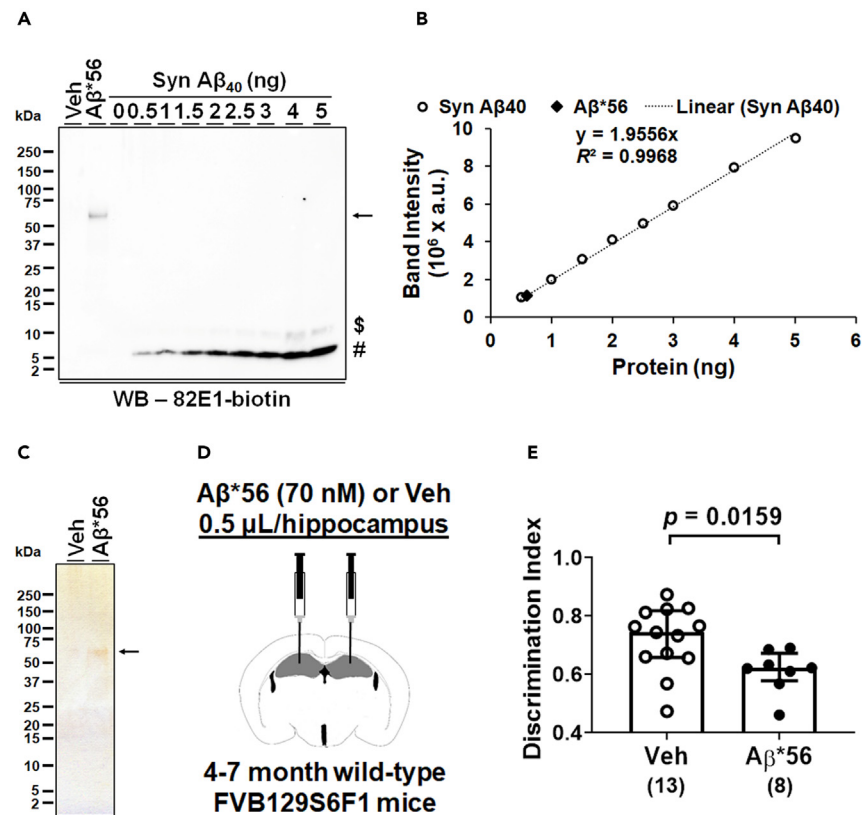 A
Syn Aβ₄₀ (ng)
Veh
Aβ*56
0 0.5 1 1.5 2 2.5 3 4 5
kDa
250
150
100
75
50
37
25
20
15
10
5
2
$
#
WB – 82E1-biotin
B
Syn Aβ40 Aβ*56 Linear (Syn Aβ40)
y = 1.9556x
R² = 0.9968
Band Intensity
(10⁶ x a.u.)
10
8
6
4
2
0
0 1 2 3 4 5 6
Protein (ng)
C
Veh
Aβ*56
kDa
250
150
100
75
50
37
25
20
15
10
5
2
D
Aβ*56 (70 nM) or Veh
0.5 µL/hippocampus
4-7 month wild-type
FVB129S6F1 mice
E
p = 0.0159
Discrimination Index
1.0
0.8
0.6
0.4
Veh Aβ*56
(13) (8)